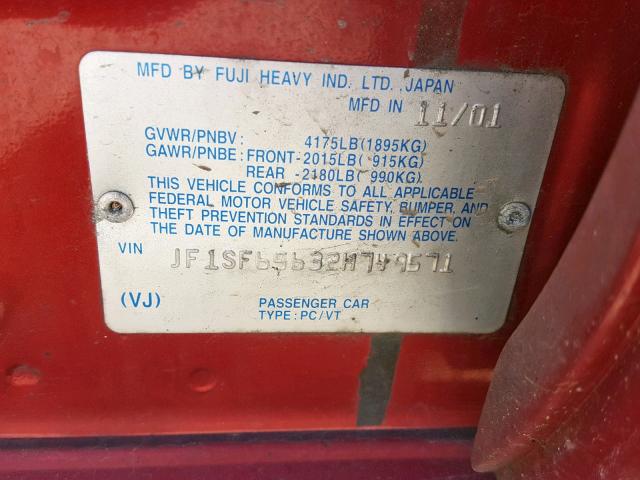 MFD BY FUJI HEAVY IND. LTD. JAPAN
MFD IN 11/01
GVWR/PNBV: 4175LB(1895KG)
GAWR/PNBE: FRONT-2015LB( 915KG)
REAR -2180LB( 990KG)
THIS VEHICLE CONFORMS TO ALL APPLICABLE
FEDERAL MOTOR VEHICLE SAFETY, BUMPER, AND
THEFT PREVENTION STANDARDS IN EFFECT ON
THE DATE OF MANUFACTURE SHOWN ABOVE.
VIN JF1SF65632H749571
(VJ) PASSENGER CAR
TYPE: PC/VT